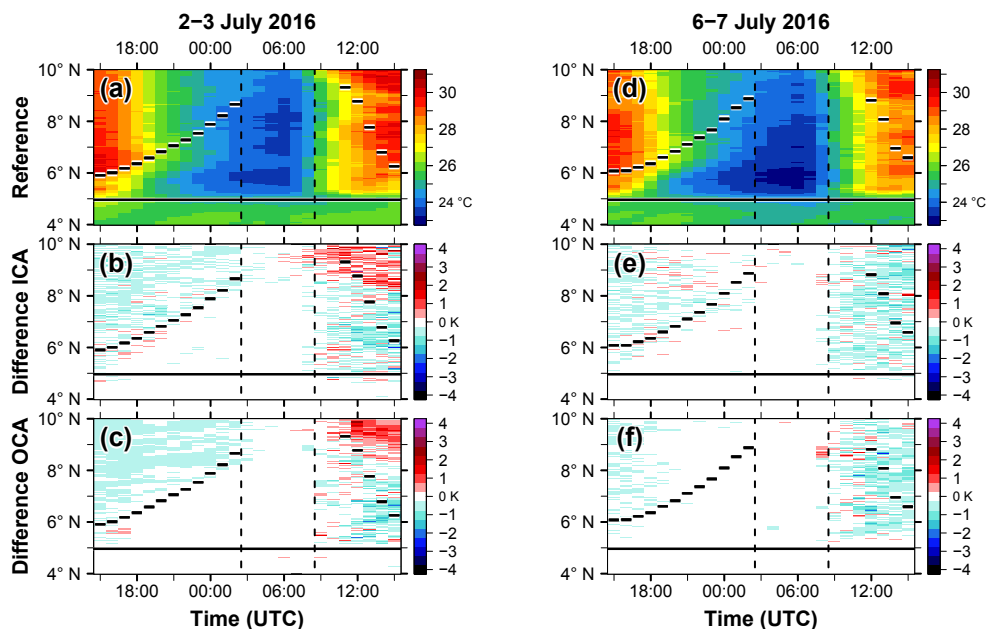 2−3 July 2016
6−7 July 2016
18:00 00:00 06:00 12:00
18:00 00:00 06:00 12:00
Reference
10° N
8° N
6° N
4° N
(a)
30
28
26
24 °C
10° N
8° N
6° N
4° N
(d)
30
28
26
24 °C
Difference ICA
10° N
8° N
6° N
4° N
(b)
4
3
2
1
0 K
−1
−2
−3
−4
10° N
8° N
6° N
4° N
(e)
4
3
2
1
0 K
−1
−2
−3
−4
Difference OCA
10° N
8° N
6° N
4° N
(c)
4
3
2
1
0 K
−1
−2
−3
−4
10° N
8° N
6° N
4° N
(f)
4
3
2
1
0 K
−1
−2
−3
−4
18:00 00:00 06:00 12:00
18:00 00:00 06:00 12:00
Time (UTC)
Time (UTC)